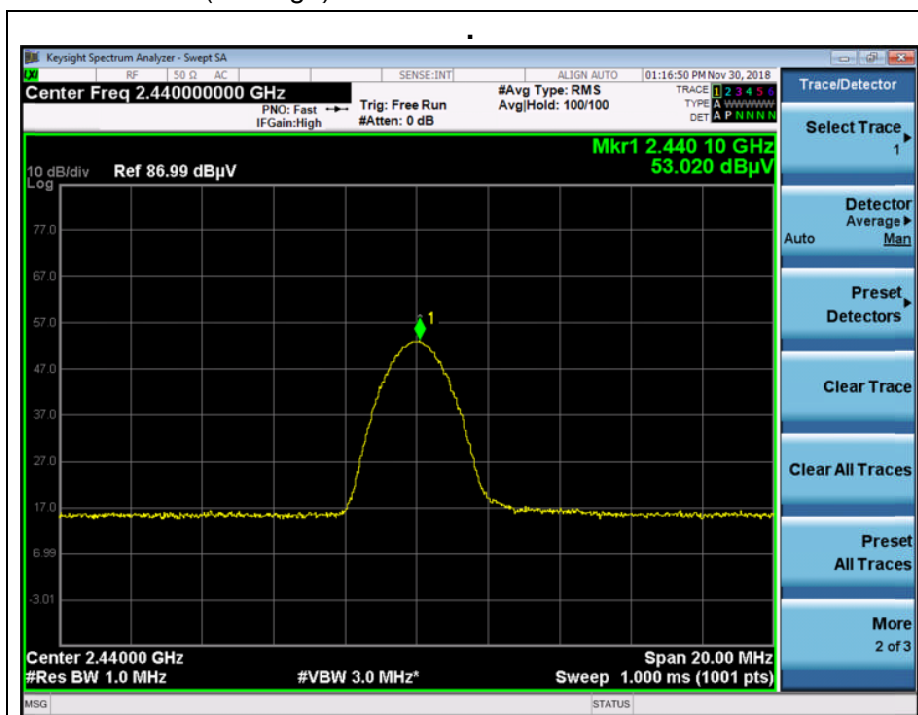 .
Keysight Spectrum Analyzer - Swept SA
LXI RF 50 Ω AC SENSE:INT ALIGN AUTO 01:16:50 PM Nov 30, 2018
Center Freq 2.440000000 GHz
PNO: Fast
IFGain:High
Trig: Free Run
#Atten: 0 dB
#Avg Type: RMS
Avg|Hold: 100/100
TRACE 1 2 3 4 5 6
TYPE A WWWWW
DET A P N N N N
Mkr1 2.440 10 GHz
53.020 dBµV
10 dB/div Ref 86.99 dBµV
Log
77.0
67.0
57.0
1
47.0
37.0
27.0
17.0
6.99
-3.01
Center 2.44000 GHz Span 20.00 MHz
#Res BW 1.0 MHz #VBW 3.0 MHz* Sweep 1.000 ms (1001 pts)
MSG STATUS
Trace/Detector
Select Trace
1
Detector
Average
Auto Man
Preset
Detectors
Clear Trace
Clear All Traces
Preset
All Traces
More
2 of 3